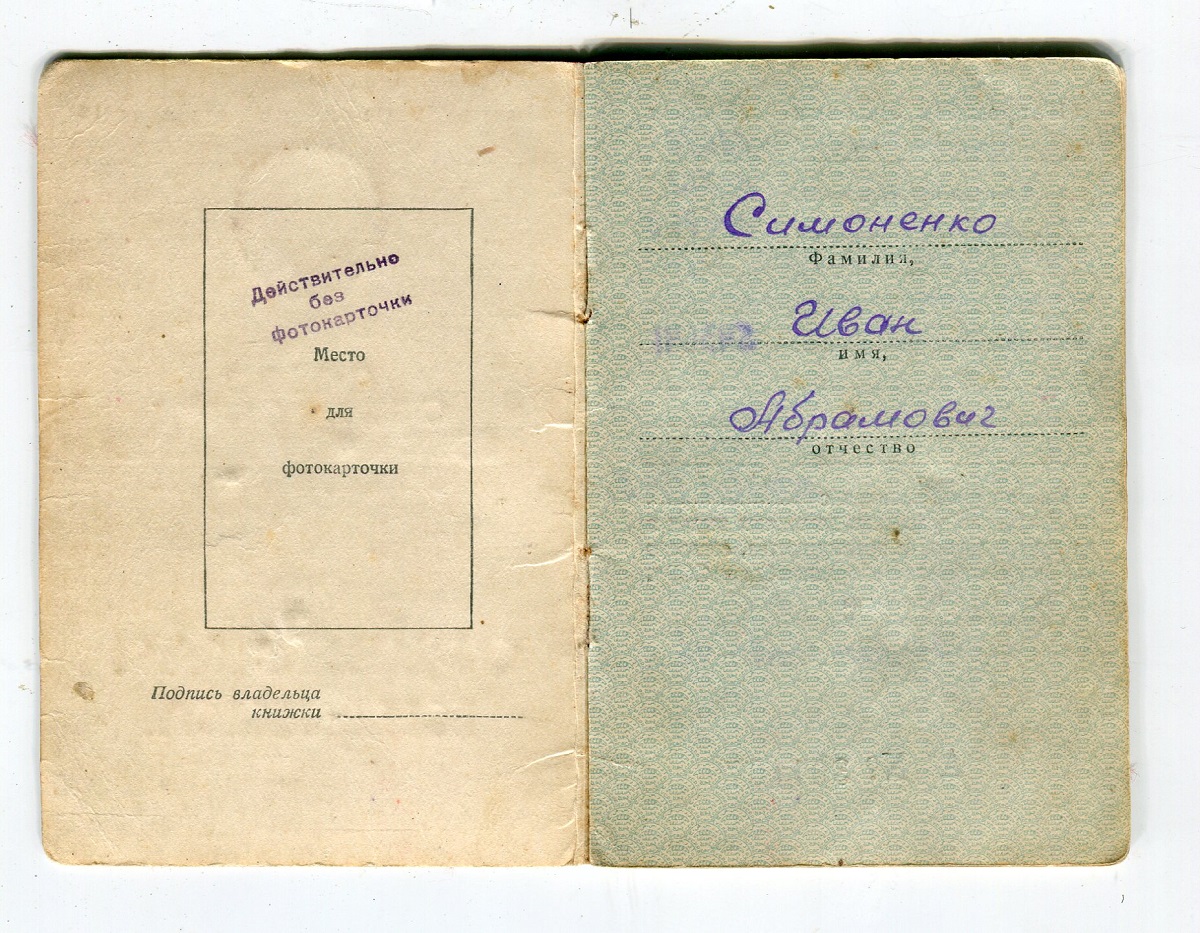 Действительно
без
фотокарточки
Место
для
фотокарточки
Подпись владельца
книжки
Симоненко
Фамилия,
Иван
имя,
Абрамович
отчество